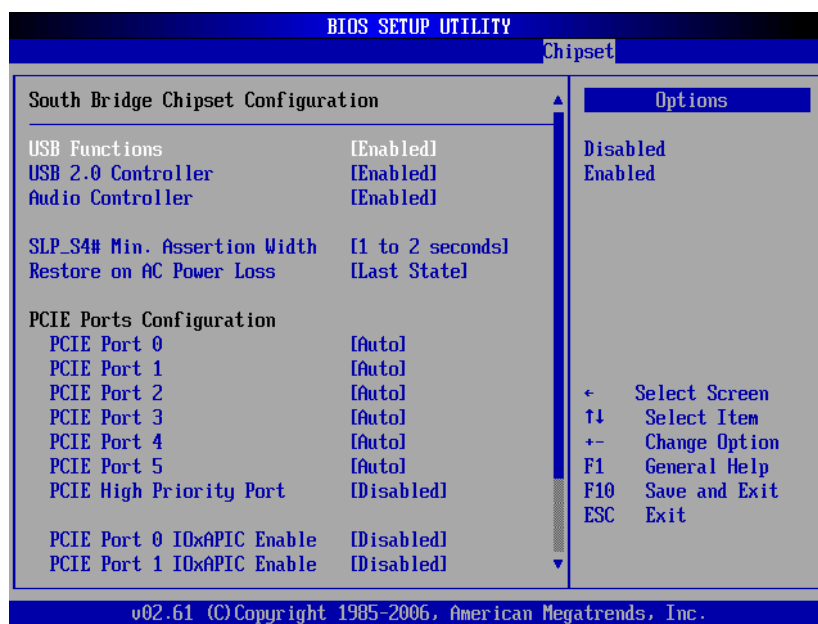 BIOS SETUP UTILITY
Chipset
South Bridge Chipset Configuration
USB Functions [Enabled]
USB 2.0 Controller [Enabled]
Audio Controller [Enabled]
SLP_S4# Min. Assertion Width [1 to 2 seconds]
Restore on AC Power Loss [Last State]
PCIE Ports Configuration
PCIE Port 0 [Auto]
PCIE Port 1 [Auto]
PCIE Port 2 [Auto]
PCIE Port 3 [Auto]
PCIE Port 4 [Auto]
PCIE Port 5 [Auto]
PCIE High Priority Port [Disabled]
PCIE Port 0 IOxAPIC Enable [Disabled]
PCIE Port 1 IOxAPIC Enable [Disabled]
Options
Disabled
Enabled
← Select Screen
↑↓ Select Item
+- Change Option
F1 General Help
F10 Save and Exit
ESC Exit
v02.61 (C)Copyright 1985-2006, American Megatrends, Inc.